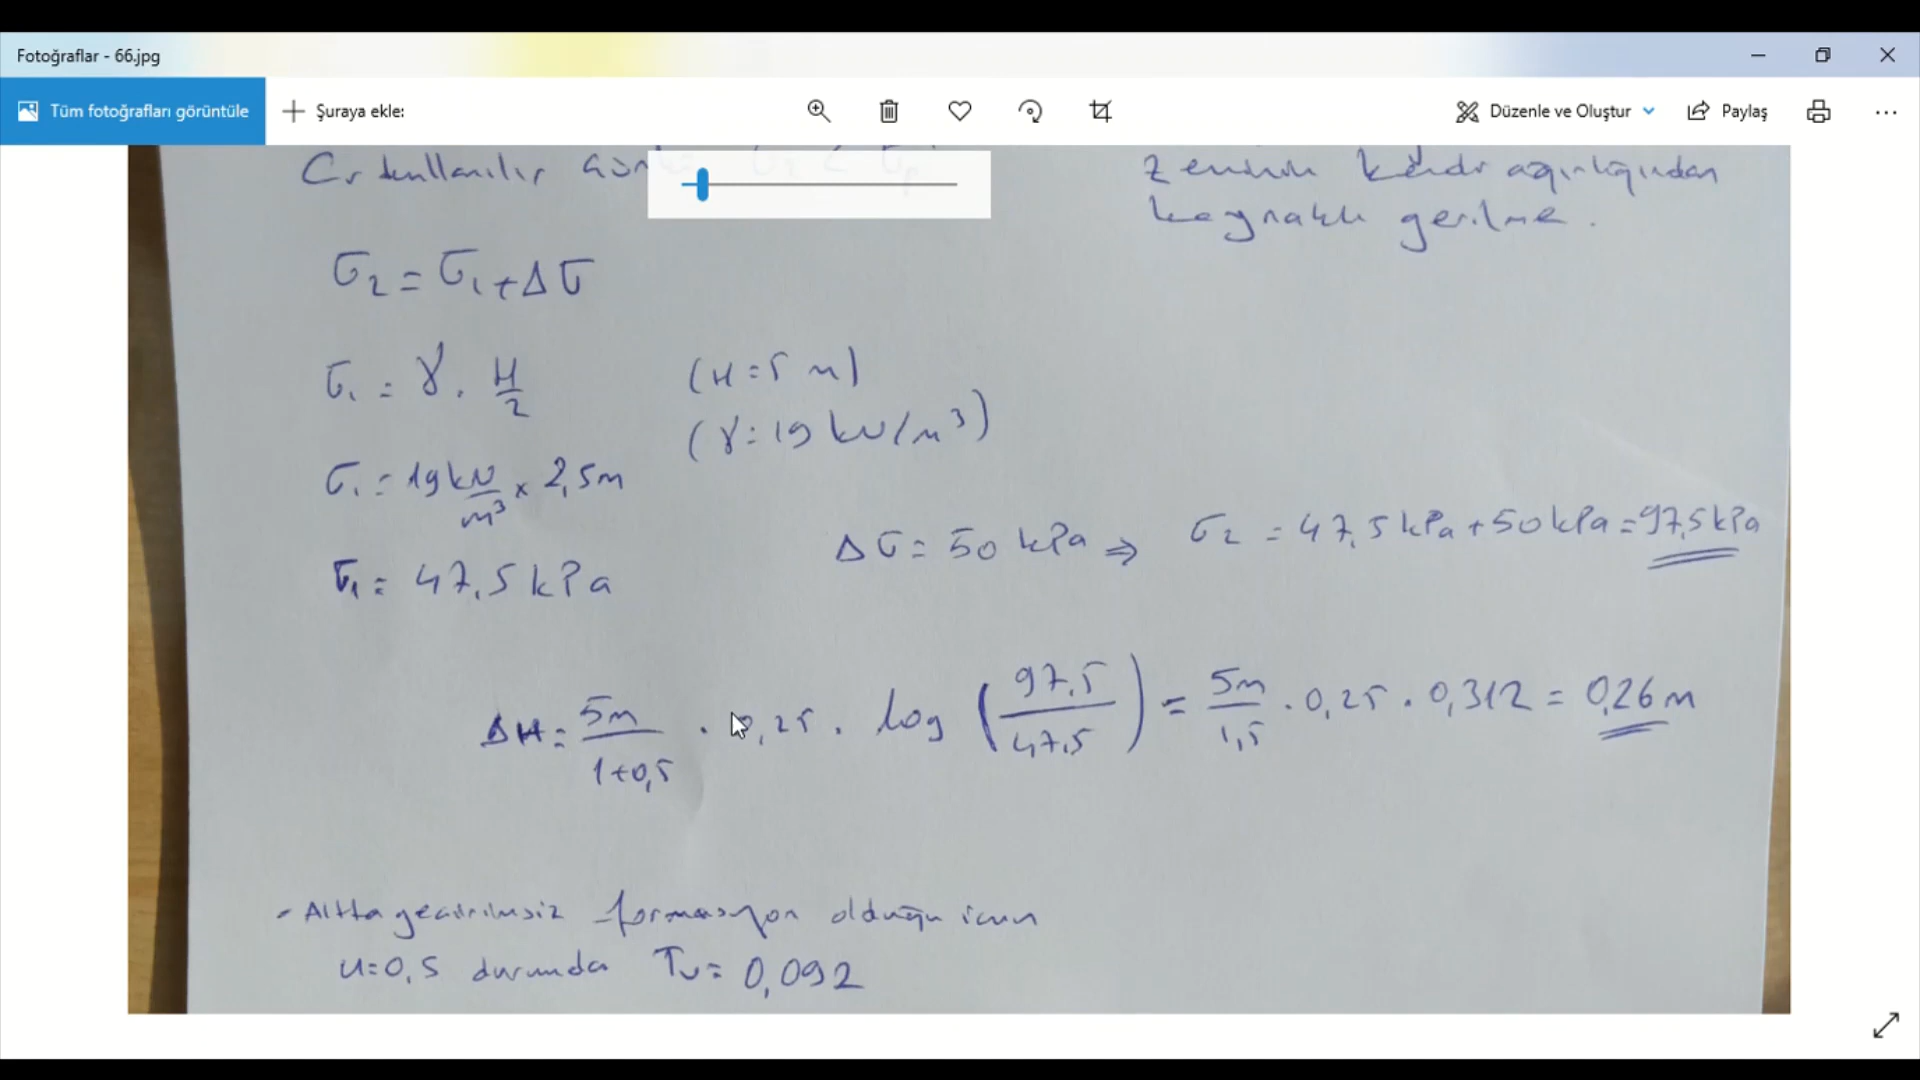 Fotoğraflar - 66.jpg
Tüm fotoğrafları görüntüle
Şuraya ekle:
Düzenle ve Oluştur
Paylaş
Cr kullanılır
zeminin kendi ağırlığından
kaynaklı gerilme.
σ₂ = σ₁ + Δσ
σ₁ = γ . H/2 (H = 5 m)
(γ = 19 kN/m³)
σ₁ = 19 kN/m³ × 2,5m
Δσ = 50 kPa ⇒ σ₂ = 47,5 kPa + 50 kPa = 97,5 kPa
σ₁ = 47,5 kPa
ΔH = 5m/(1+0,5) . 0,25 . log (97,5/47,5) = 5m/1,5 . 0,25 . 0,312 = 0,26 m
- Altta geçirimsiz formasyon olduğu için
u=0,5 durumda Tv = 0,092